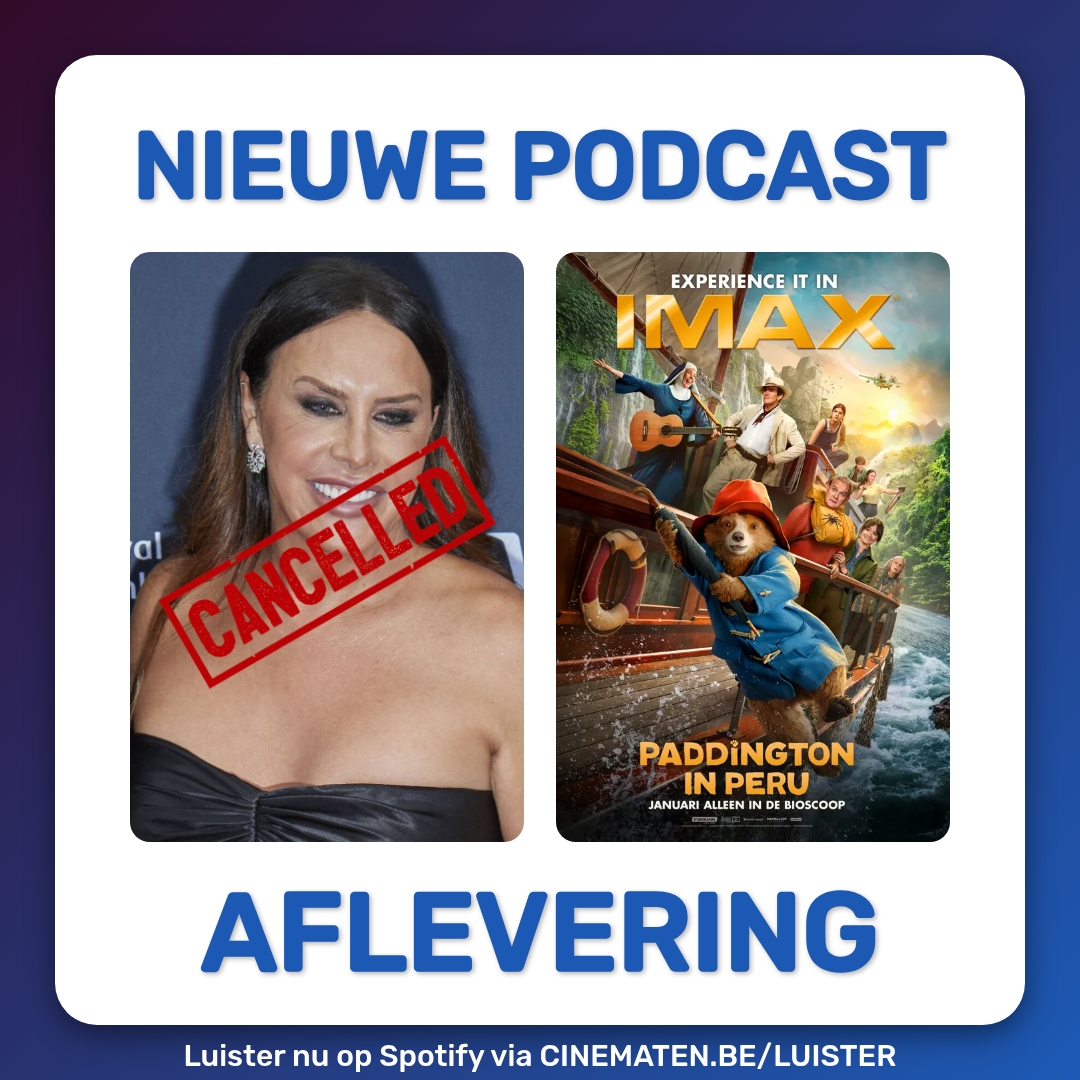 NIEUWE PODCAST
val
CANCELLED
EXPERIENCE IT IN
IMAX
PADDiNGTON
IN PERU
JANUARI ALLEEN IN DE BIOSCOOP
AFLEVERING
Luister nu op Spotify via CINEMATEN.BE/LUISTER